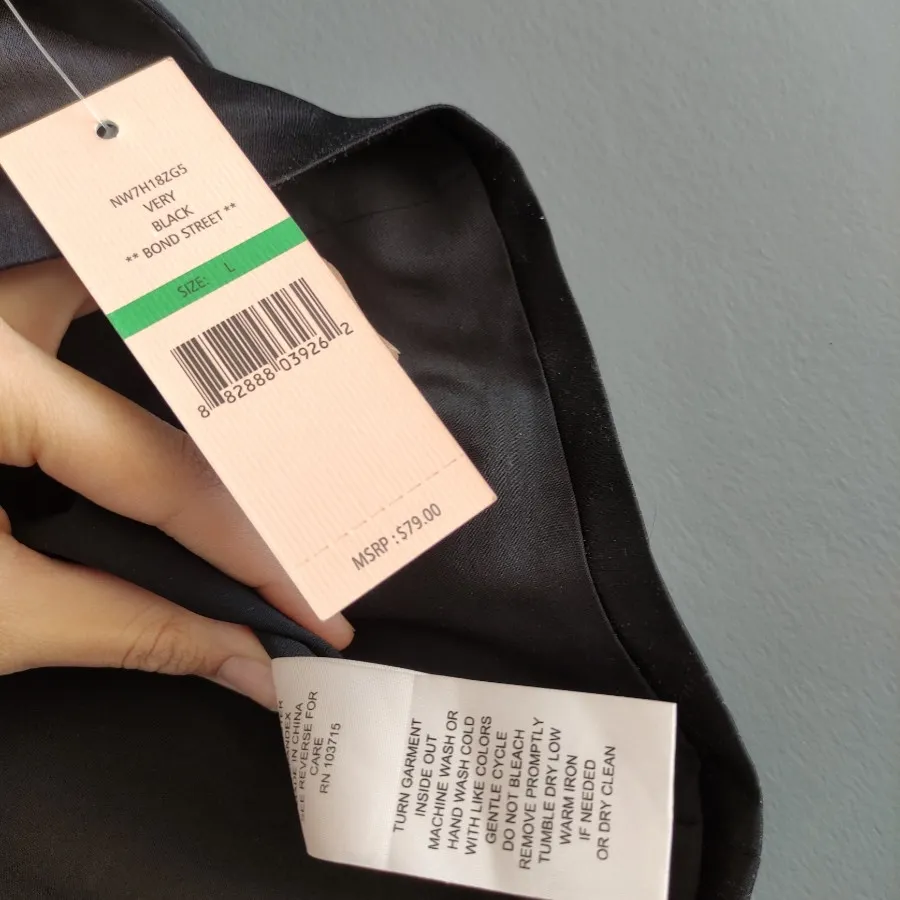 NW7H18ZG5
VERY
BLACK
** BOND STREET **
SIZE: L
8 82888 03926 2
MSRP : $79.00
IN CHINA
REVERSE FOR
CARE
RN 103715
TURN GARMENT
INSIDE OUT
MACHINE WASH OR
HAND WASH COLD
WITH LIKE COLORS
GENTLE CYCLE
DO NOT BLEACH
REMOVE PROMPTLY
TUMBLE DRY LOW
WARM IRON
IF NEEDED
OR DRY CLEAN